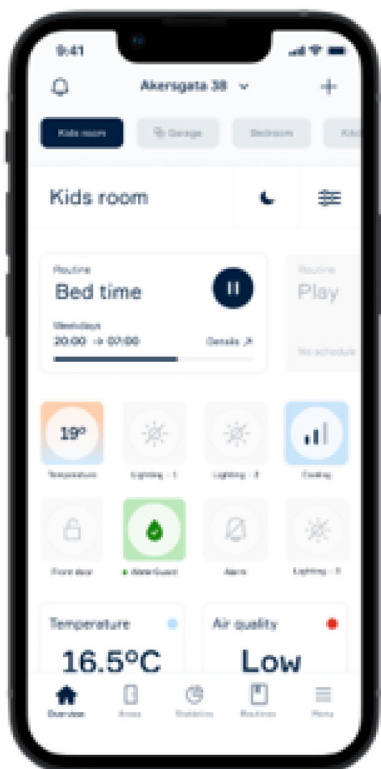 9:41
Akersgata 38
Kids room
Garage
Bedroom
Kids room
Routine
Bed time
Weekdays
20:00 → 07:00
Details ↗
Routine
Play
No schedule
19º
Temperature
Lighting - 1
Lighting - 2
Cooling
Front door
WaterGuard
Alarm
Lighting - 3
Temperature
Air quality
16.5°C
Low
Overview
Areas
Statistics
Routines
Menu